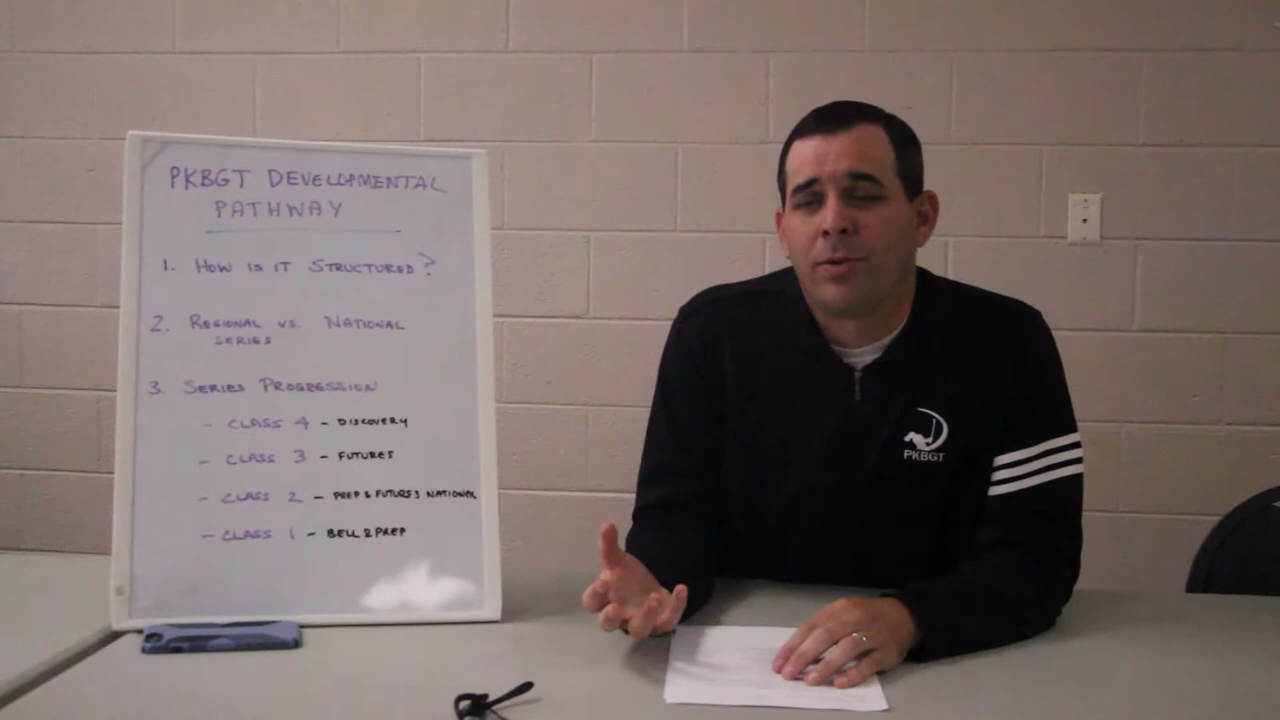 PKBGT DEVELOPMENTAL
PATHWAY
1. HOW IS IT STRUCTURED?
2. REGIONAL VS. NATIONAL
SERIES
3. SERIES PROGRESSION
- CLASS 4 - DISCOVERY
- CLASS 3 - FUTURES
- CLASS 2 - PREP & FUTURES NATIONAL
- CLASS 1 - BELL & PREP
PKBGT